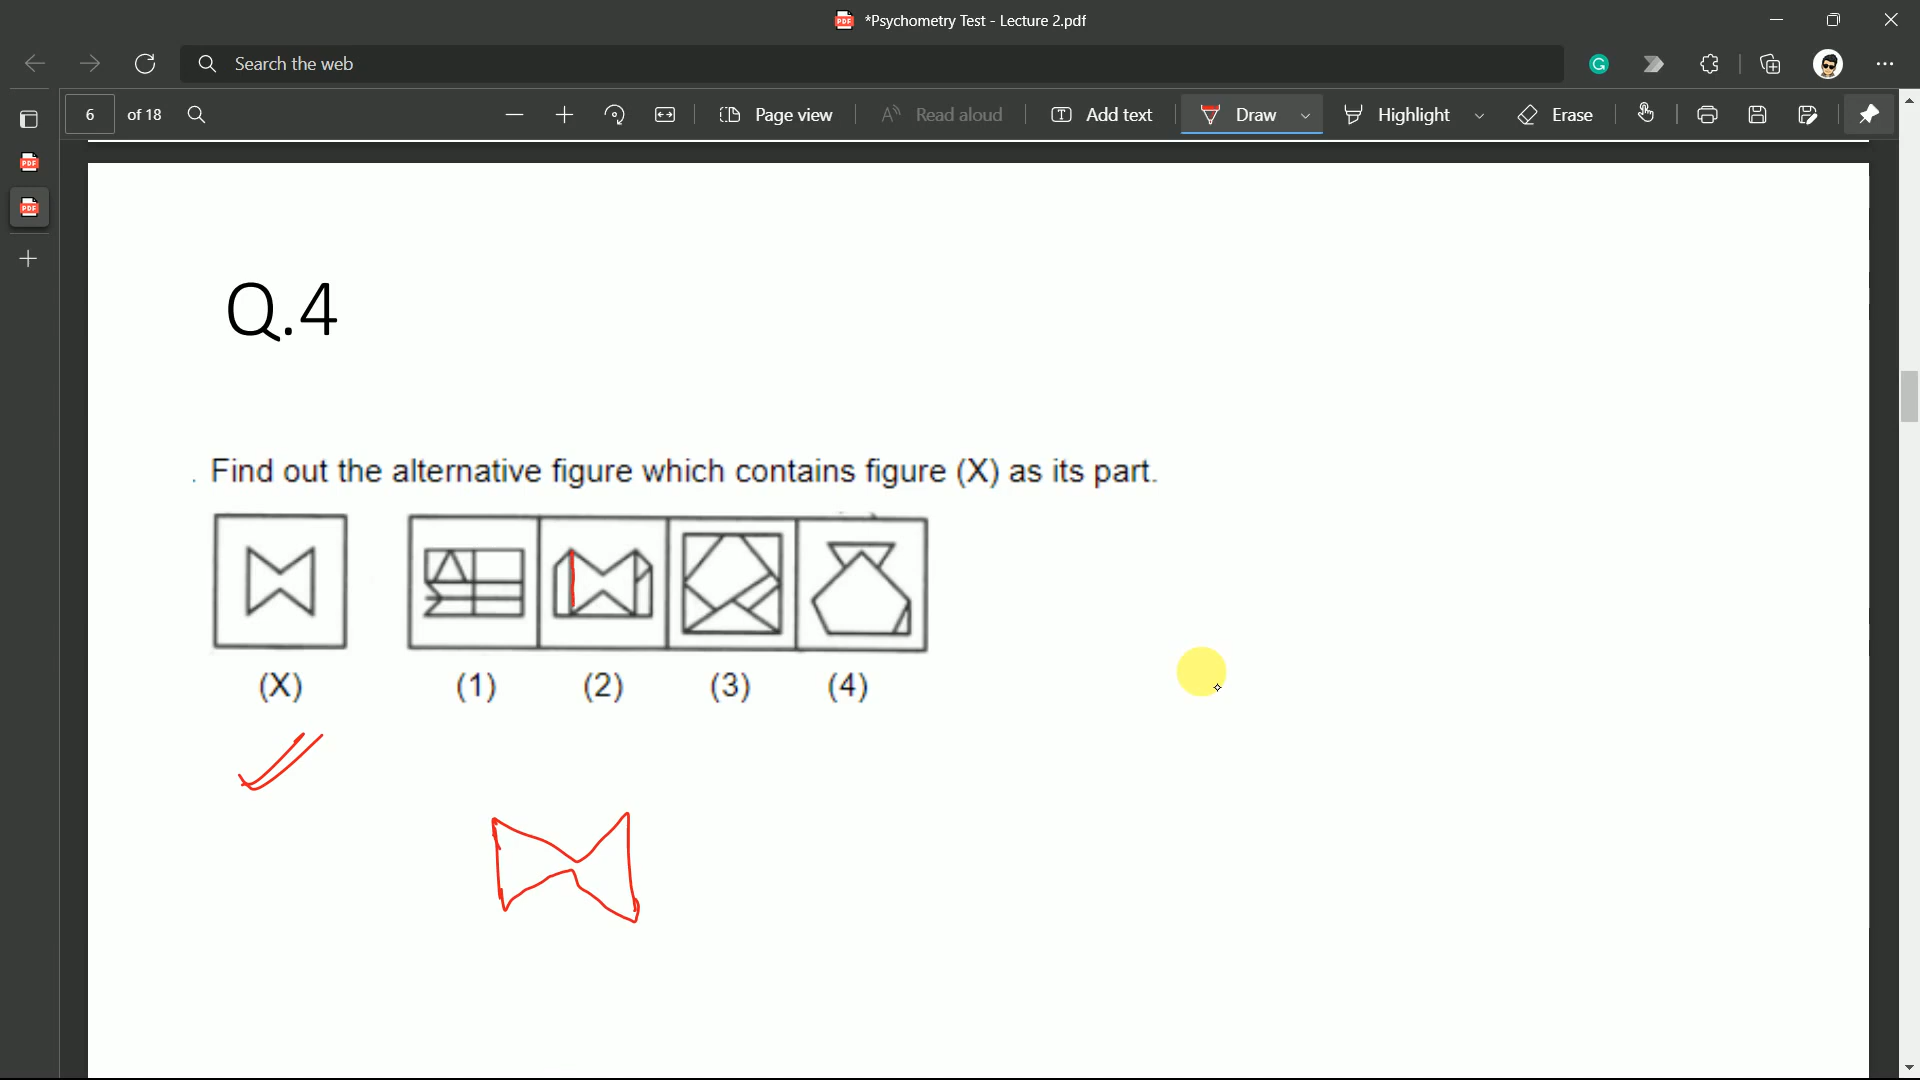 *Psychometry Test - Lecture 2.pdf
Search the web
6 of 18
Page view
Read aloud
Add text
Draw
Highlight
Erase
Q.4
. Find out the alternative figure which contains figure (X) as its part.
(X) (1) (2) (3) (4)